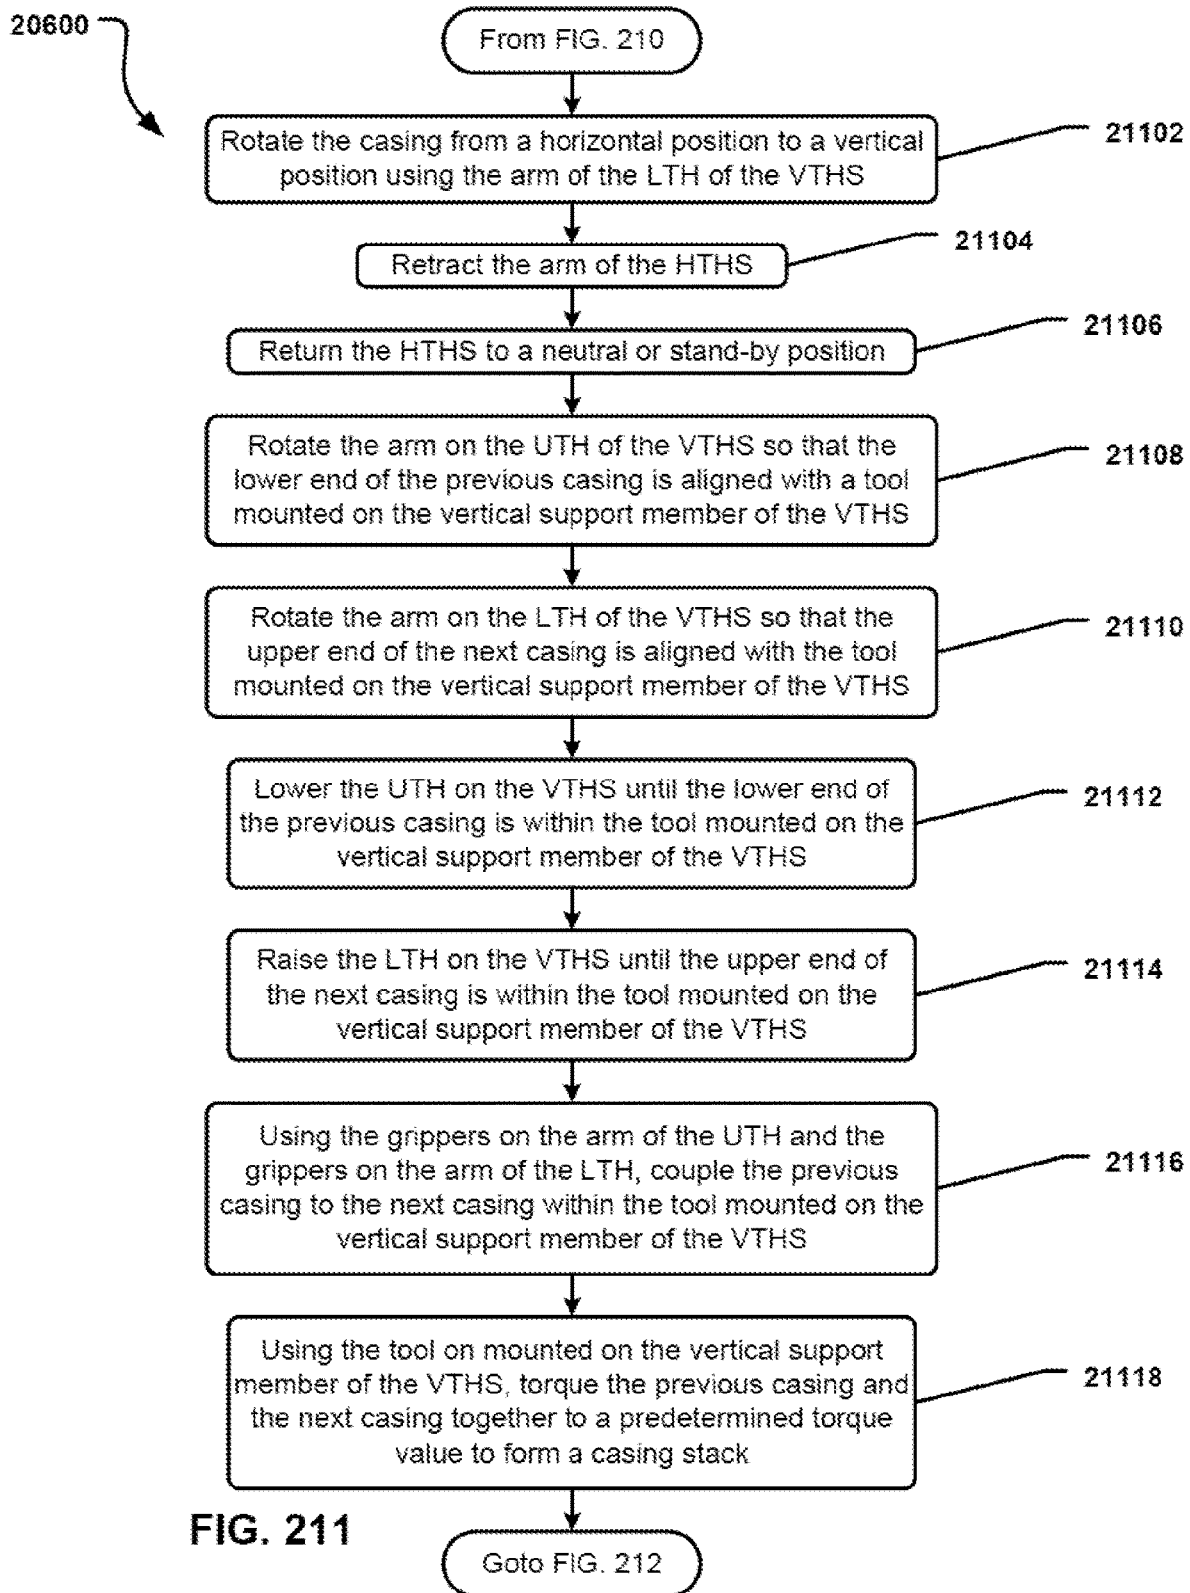 20600
From FIG. 210
Rotate the casing from a horizontal position to a vertical
position using the arm of the LTH of the VTHS
21102
Retract the arm of the HTHS
21104
Return the HTHS to a neutral or stand-by position
21106
Rotate the arm on the UTH of the VTHS so that the
lower end of the previous casing is aligned with a tool
mounted on the vertical support member of the VTHS
21108
Rotate the arm on the LTH of the VTHS so that the
upper end of the next casing is aligned with the tool
mounted on the vertical support member of the VTHS
21110
Lower the UTH on the VTHS until the lower end of
the previous casing is within the tool mounted on the
vertical support member of the VTHS
21112
Raise the LTH on the VTHS until the upper end of
the next casing is within the tool mounted on the
vertical support member of the VTHS
21114
Using the grippers on the arm of the UTH and the
grippers on the arm of the LTH, couple the previous
casing to the next casing within the tool mounted on the
vertical support member of the VTHS
21116
Using the tool on mounted on the vertical support
member of the VTHS, torque the previous casing and
the next casing together to a predetermined torque
value to form a casing stack
21118
FIG. 211
Goto FIG. 212